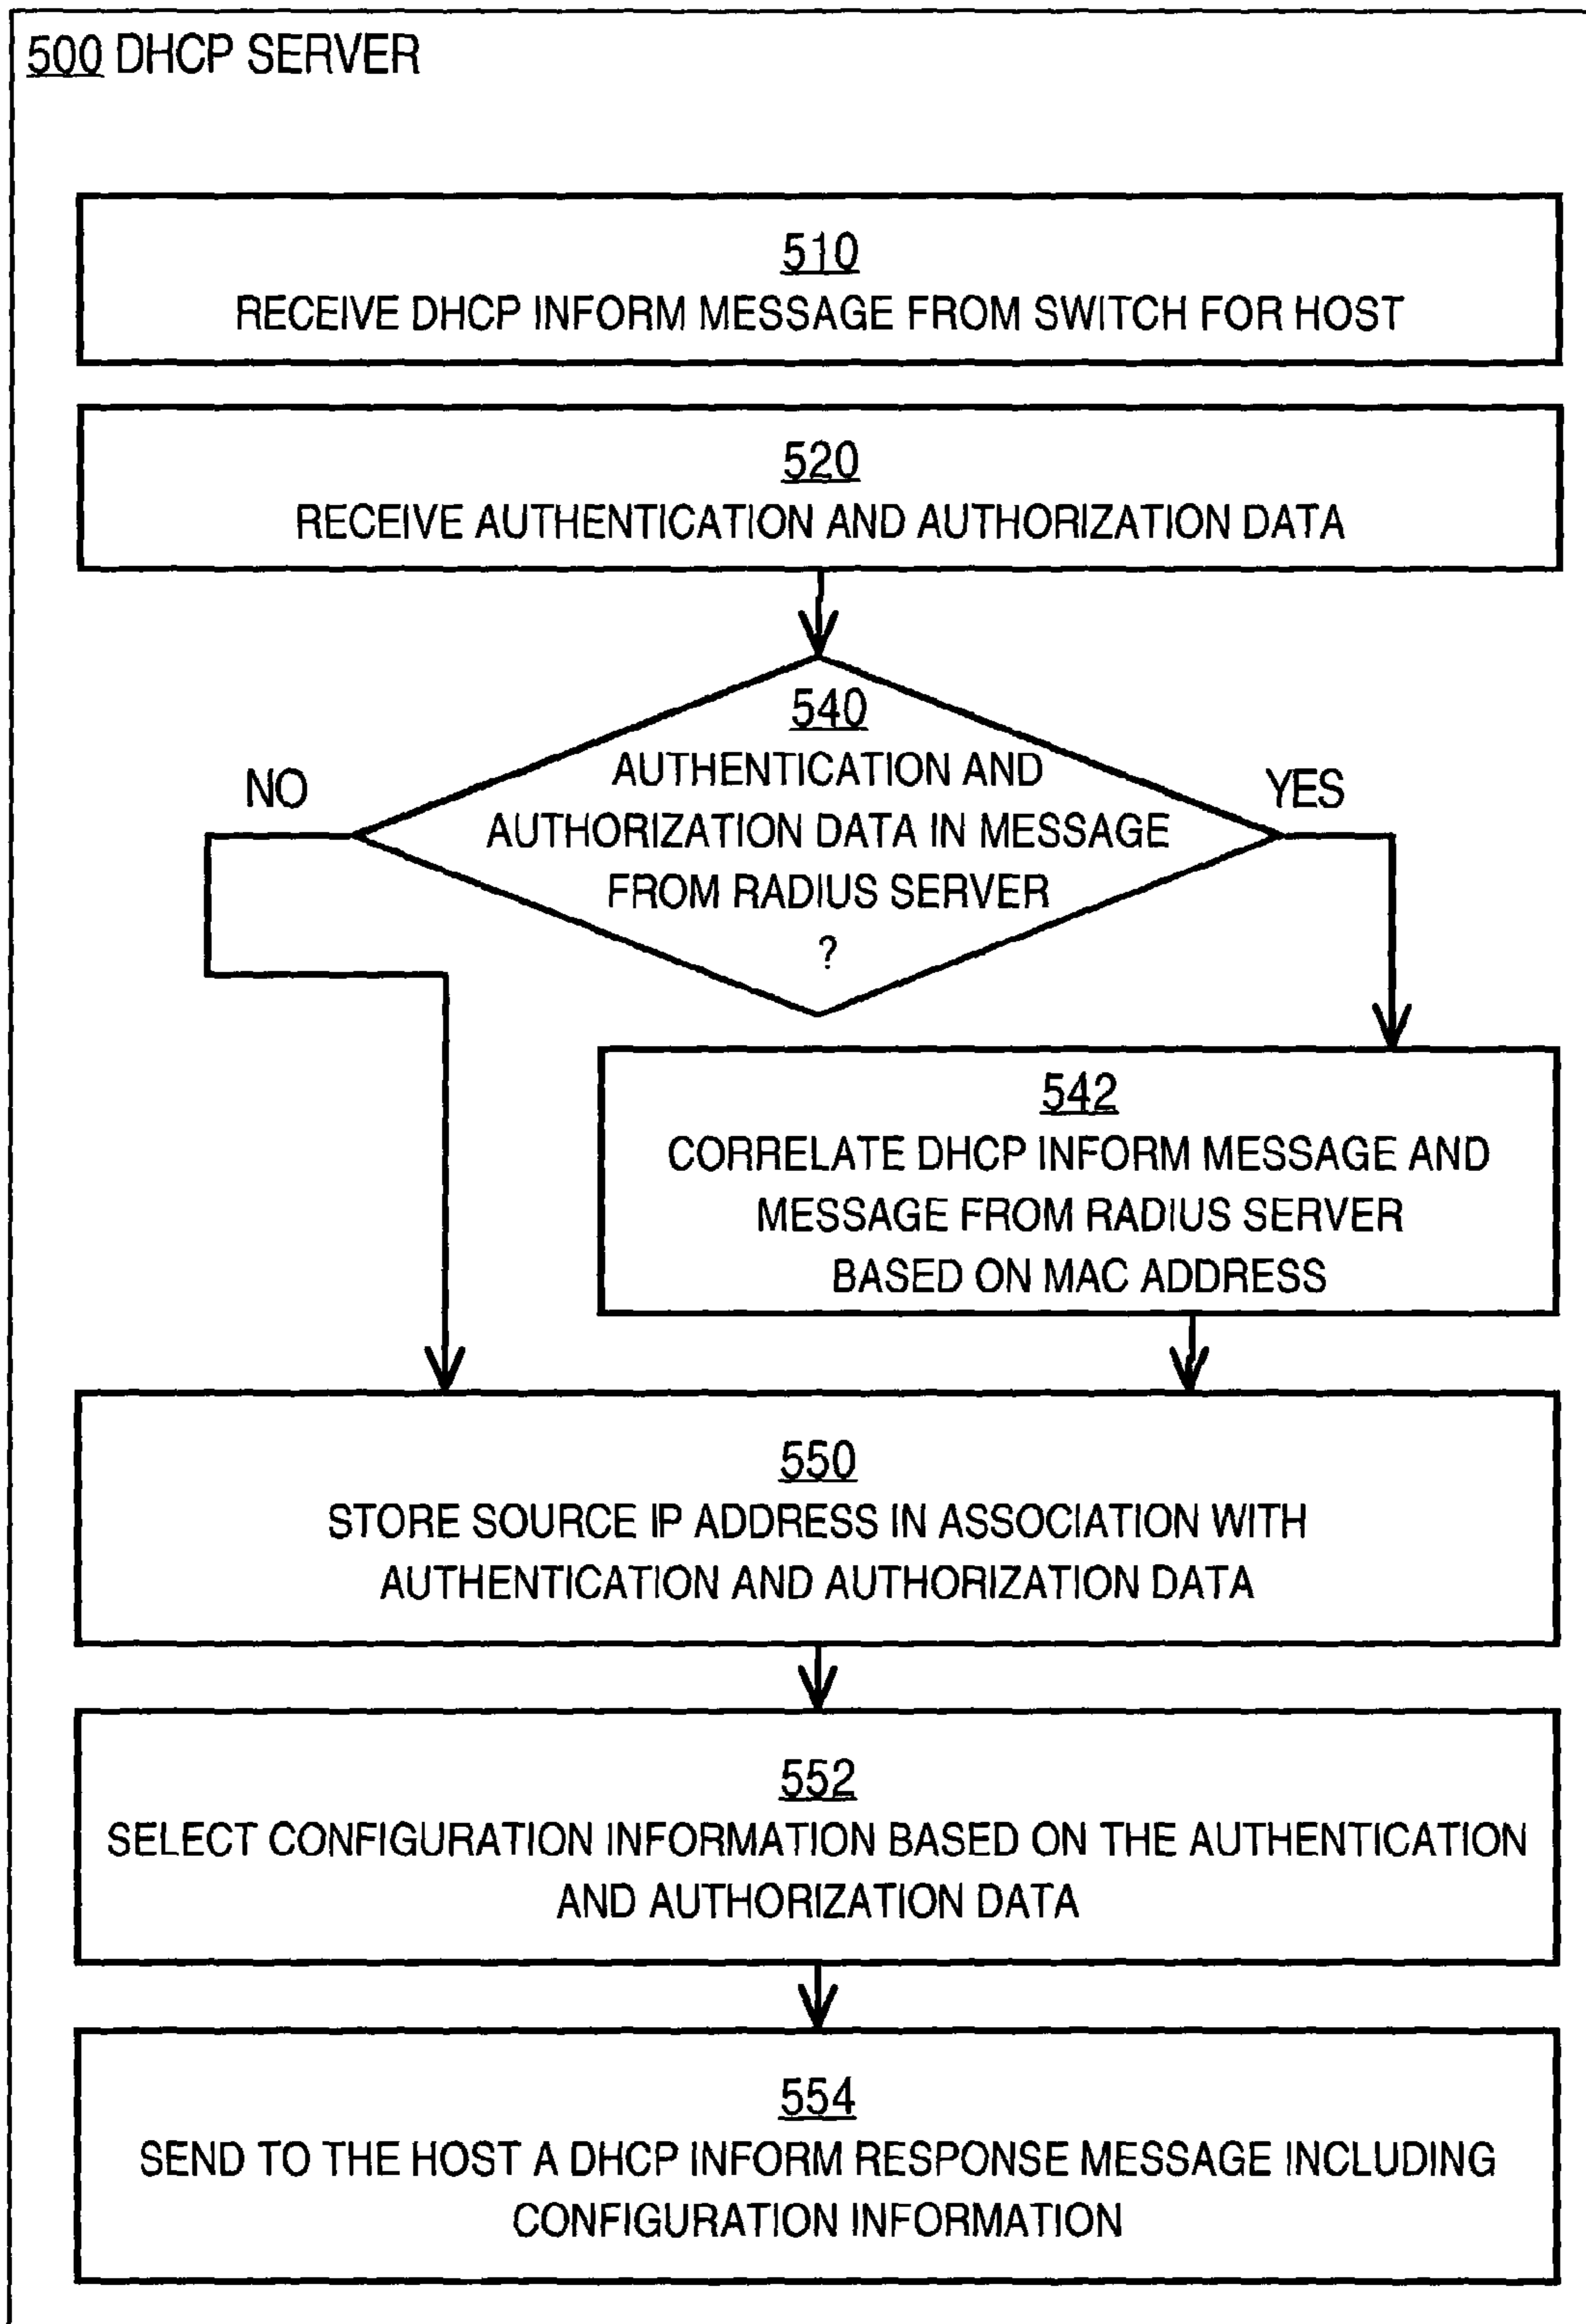 500 DHCP SERVER
510
RECEIVE DHCP INFORM MESSAGE FROM SWITCH FOR HOST
520
RECEIVE AUTHENTICATION AND AUTHORIZATION DATA
540
AUTHENTICATION AND
AUTHORIZATION DATA IN MESSAGE
FROM RADIUS SERVER
?
NO
YES
542
CORRELATE DHCP INFORM MESSAGE AND
MESSAGE FROM RADIUS SERVER
BASED ON MAC ADDRESS
550
STORE SOURCE IP ADDRESS IN ASSOCIATION WITH
AUTHENTICATION AND AUTHORIZATION DATA
552
SELECT CONFIGURATION INFORMATION BASED ON THE AUTHENTICATION
AND AUTHORIZATION DATA
554
SEND TO THE HOST A DHCP INFORM RESPONSE MESSAGE INCLUDING
CONFIGURATION INFORMATION